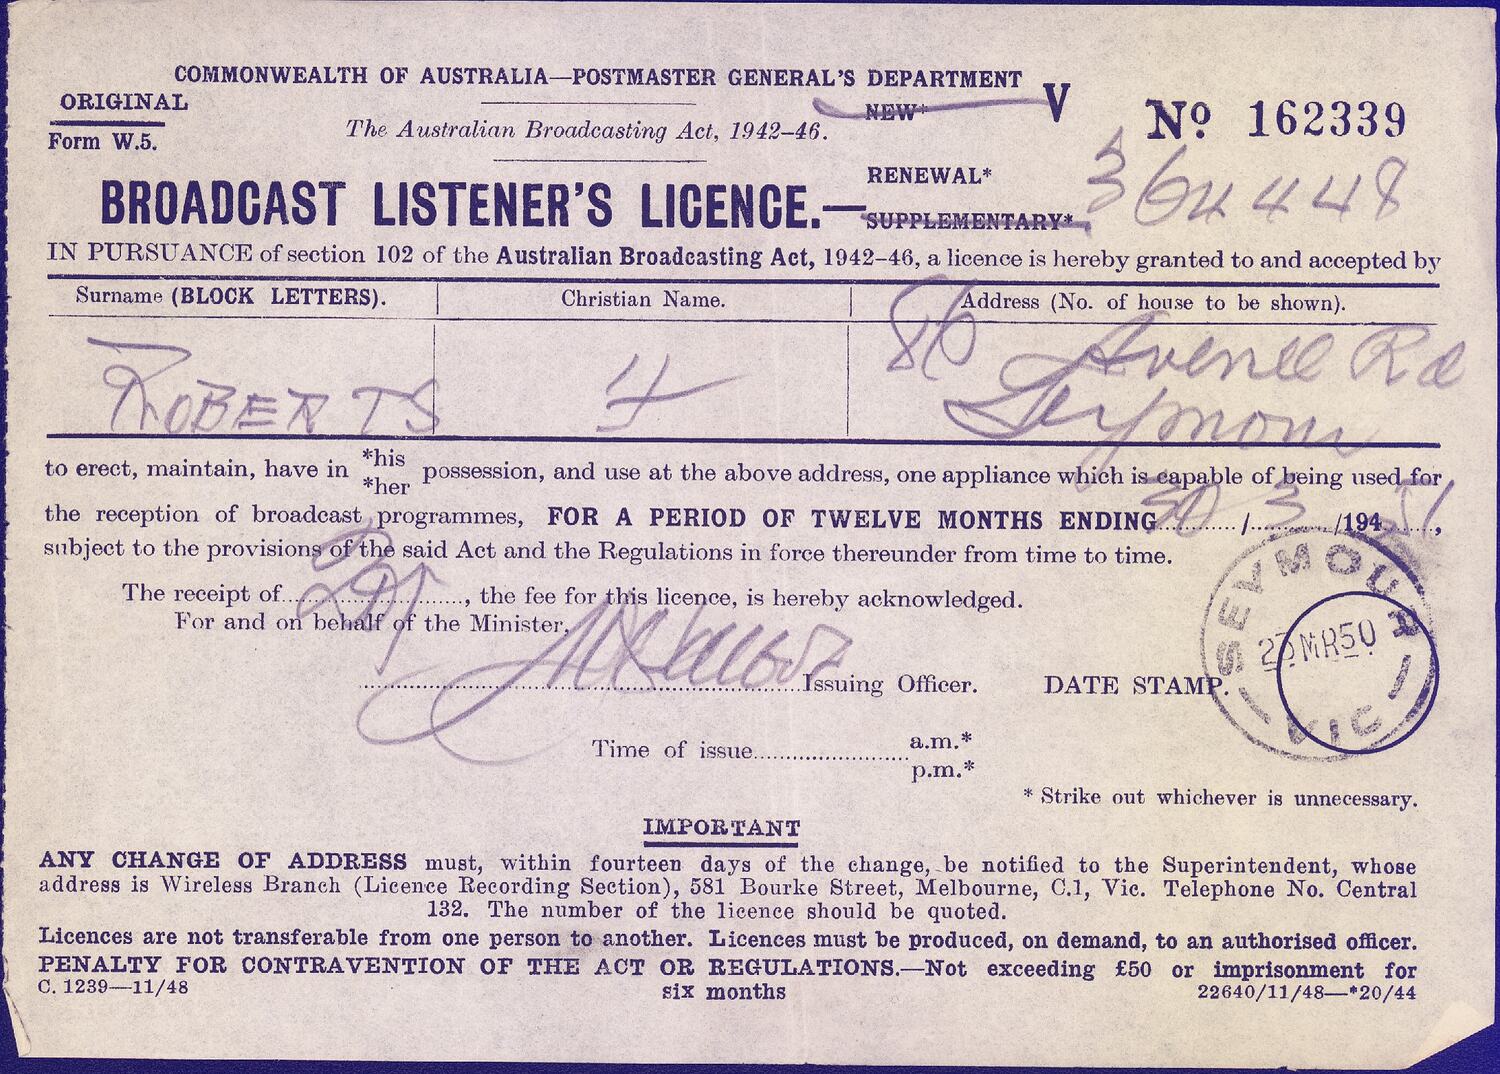 COMMONWEALTH OF AUSTRALIA—POSTMASTER GENERAL'S DEPARTMENT
ORIGINAL
Form W.5.
The Australian Broadcasting Act, 1942–46.
NEW*
V
No 162339
BROADCAST LISTENER'S LICENCE.—
RENEWAL*
SUPPLEMENTARY*
364448
IN PURSUANCE of section 102 of the Australian Broadcasting Act, 1942–46, a licence is hereby granted to and accepted by
Surname (BLOCK LETTERS). Christian Name. Address (No. of house to be shown).
ROBERTS 86 Avenel Rd
Seymour
to erect, maintain, have in *his *her possession, and use at the above address, one appliance which is capable of being used for
the reception of broadcast programmes, FOR A PERIOD OF TWELVE MONTHS ENDING 30/3/194 51,
subject to the provisions of the said Act and the Regulations in force thereunder from time to time.
The receipt of.............................., the fee for this licence, is hereby acknowledged.
For and on behalf of the Minister,
..............................Issuing Officer.
DATE STAMP.
SEYMOUR
MR50
VIC
Time of issue........................a.m.*
p.m.*
* Strike out whichever is unnecessary.
IMPORTANT
ANY CHANGE OF ADDRESS must, within fourteen days of the change, be notified to the Superintendent, whose
address is Wireless Branch (Licence Recording Section), 581 Bourke Street, Melbourne, C.1, Vic. Telephone No. Central
132. The number of the licence should be quoted.
Licences are not transferable from one person to another. Licences must be produced, on demand, to an authorised officer.
PENALTY FOR CONTRAVENTION OF THE ACT OR REGULATIONS.—Not exceeding £50 or imprisonment for
six months
C. 1239—11/48
22640/11/48—*20/44